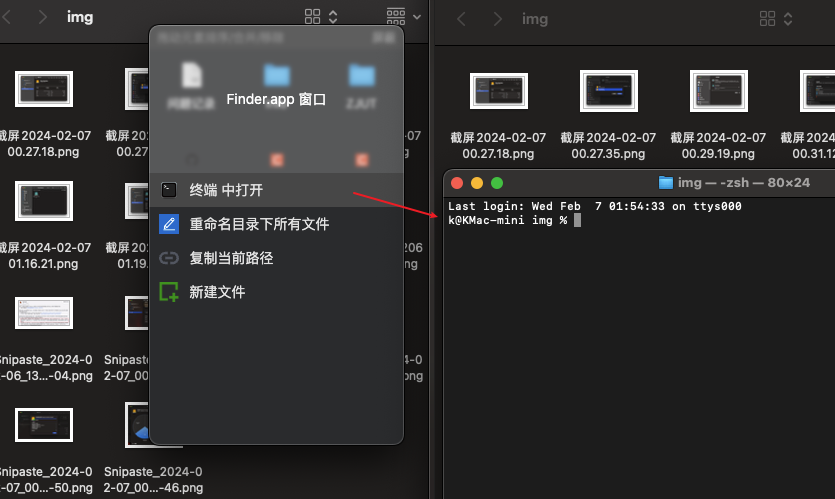 img
img
截屏2024-02-07
00.27.18.png
截屏
00.27
Finder.app 窗口
终端 中打开
重命名目录下所有文件
复制当前路径
新建文件
截屏2024-02-07
01.16.21.png
截屏
01.19.
Snipaste_2024-0
2-06_13...-04.png
Snipaste
2-07_00
Snipaste_2024-0
2-07_00...-50.png
Snipaste_2024-0
2-07_00...-46.png
截屏2024-02-07
00.27.18.png
截屏2024-02-07
00.27.35.png
截屏2024-02-07
00.29.19.png
截屏2024
00.31.12
img — -zsh — 80×24
Last login: Wed Feb  7 01:54:33 on ttys000
k@KMac-mini img %